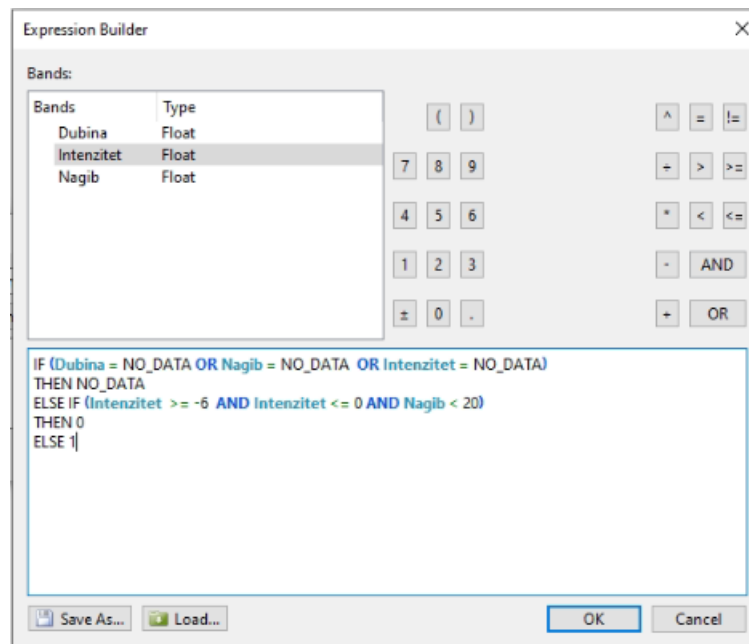 Expression Builder
Bands:
Bands Type
Dubina Float
Intenzitet Float
Nagib Float
( ) ^ = !=
7 8 9 ÷ > >=
4 5 6 * < <=
1 2 3 - AND
± 0 . + OR
IF (Dubina = NO_DATA OR Nagib = NO_DATA OR Intenzitet = NO_DATA)
THEN NO_DATA
ELSE IF (Intenzitet >= -6 AND Intenzitet <= 0 AND Nagib < 20)
THEN 0
ELSE 1
Save As... Load... OK Cancel